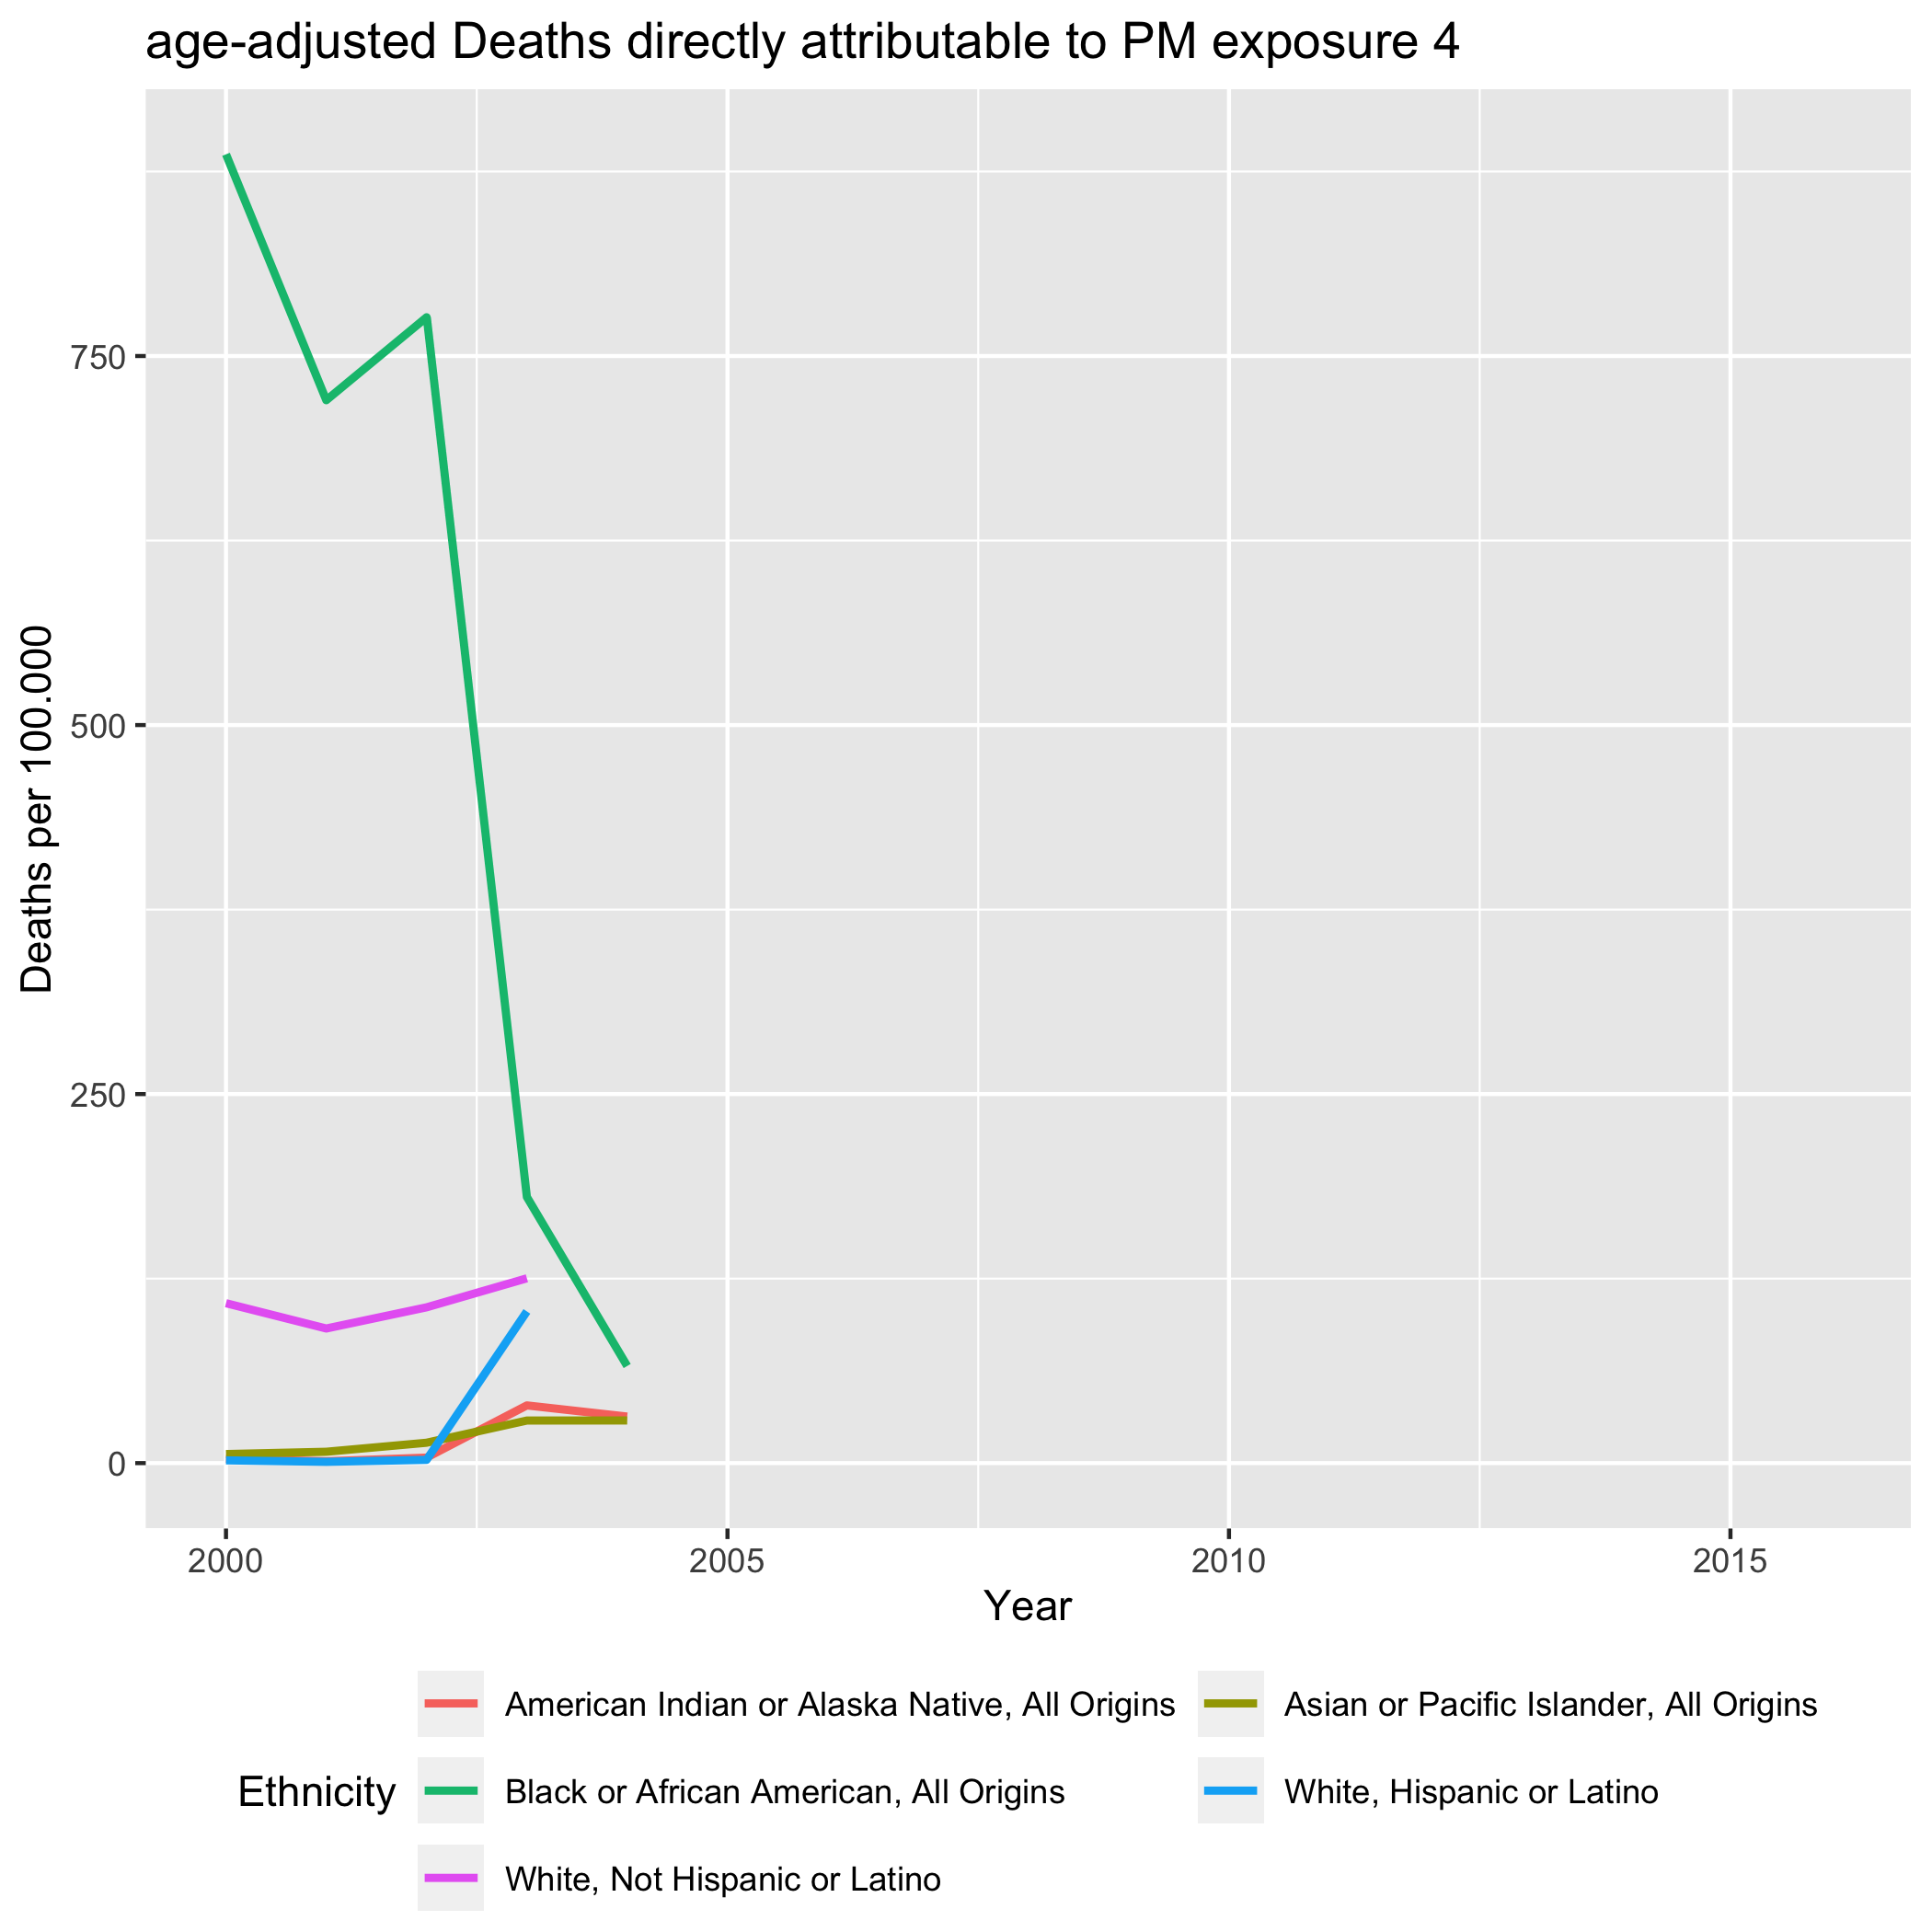 age-adjusted Deaths directly attributable to PM exposure 4
Deaths per 100.000
750
500
250
0
2000 2005 2010 2015
Year
Ethnicity
American Indian or Alaska Native, All Origins
Asian or Pacific Islander, All Origins
Black or African American, All Origins
White, Hispanic or Latino
White, Not Hispanic or Latino